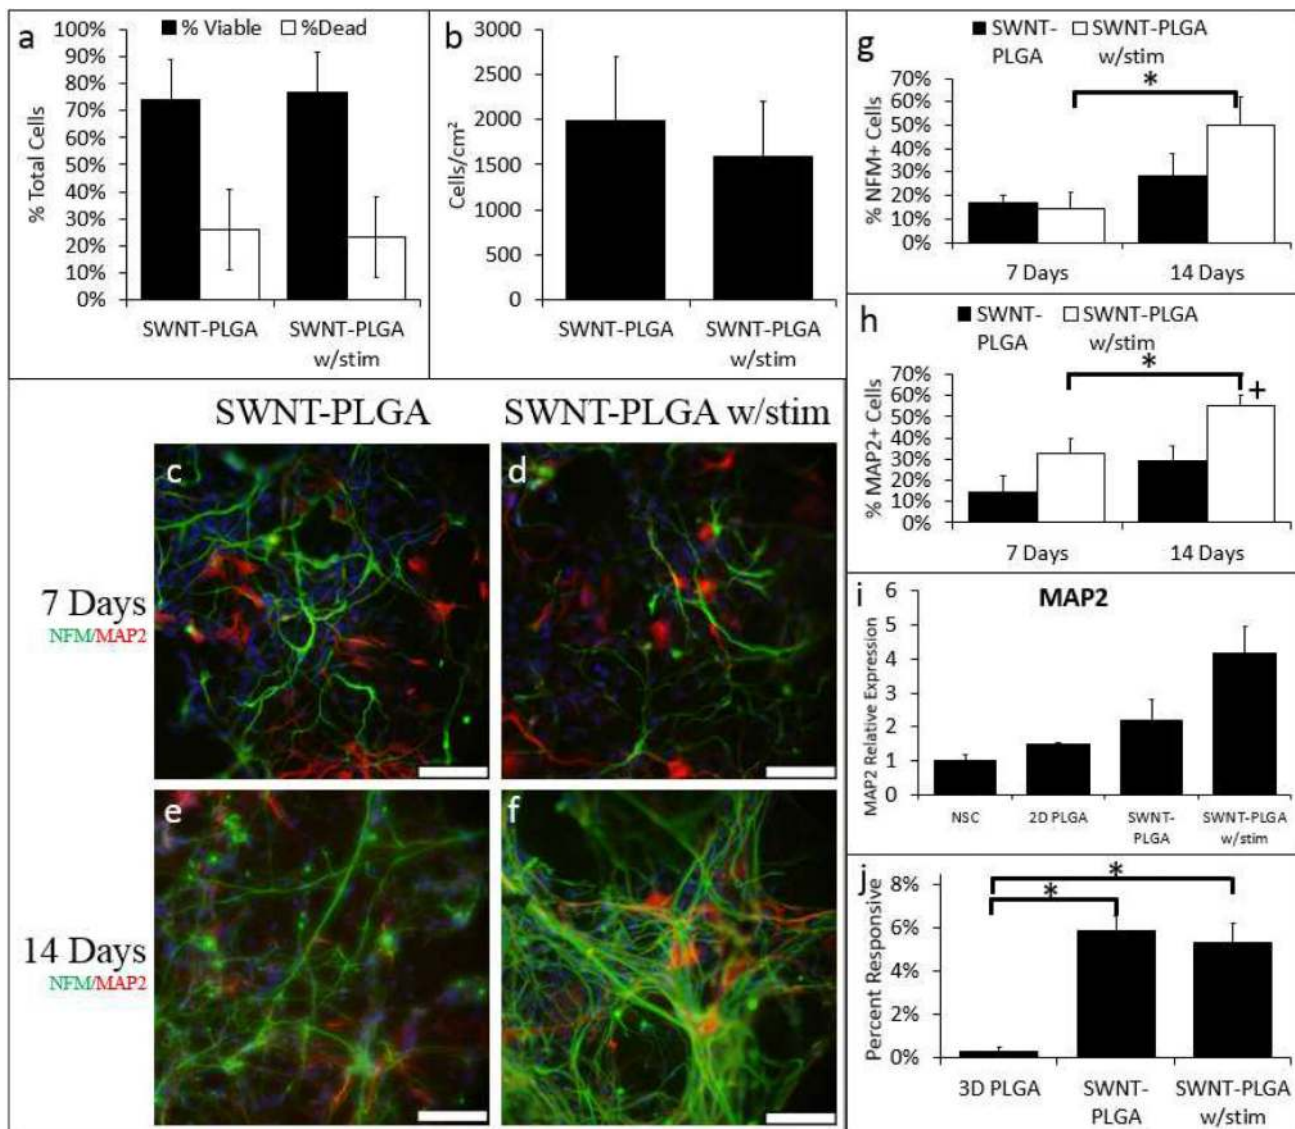 a
% Viable
%Dead
100%
90%
80%
70%
60%
50%
40%
30%
20%
10%
0%
% Total Cells
SWNT-PLGA
SWNT-PLGA
w/stim
b
3000
2500
2000
1500
1000
500
0
Cells/cm²
SWNT-PLGA
SWNT-PLGA
w/stim
SWNT-PLGA
SWNT-PLGA w/stim
c
d
7 Days
NFM/MAP2
e
f
14 Days
NFM/MAP2
g
SWNT-
PLGA
SWNT-PLGA
w/stim
70%
60%
50%
40%
30%
20%
10%
0%
% NFM+ Cells
*
7 Days
14 Days
h
SWNT-
PLGA
SWNT-PLGA
w/stim
70%
60%
50%
40%
30%
20%
10%
0%
% MAP2+ Cells
*
+
7 Days
14 Days
i
MAP2
6
5
4
3
2
1
0
MAP2 Relative Expression
NSC
2D PLGA
SWNT-
PLGA
SWNT-PLGA
w/stim
j
8%
6%
4%
2%
0%
Percent Responsive
*
*
3D PLGA
SWNT-
PLGA
SWNT-PLGA
w/stim